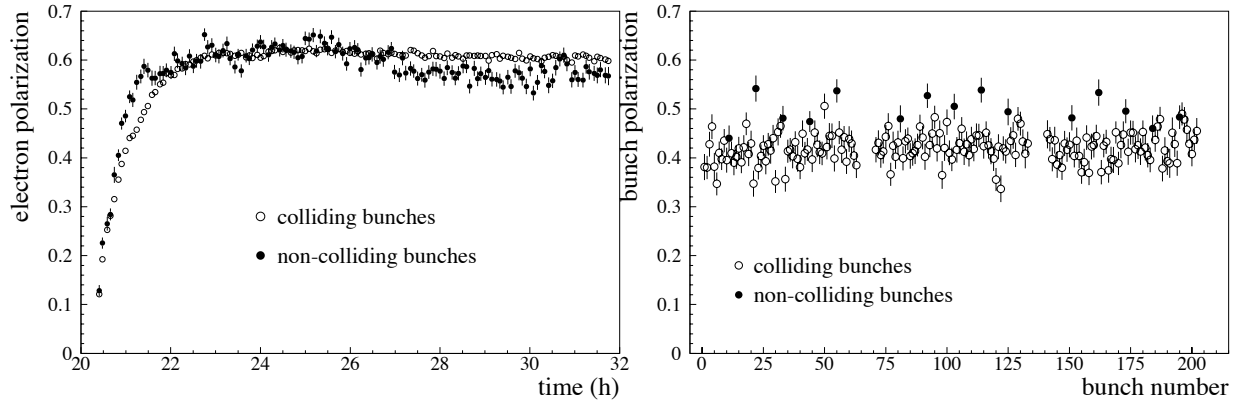 electron polarization
0.7
0.6
0.5
0.4
0.3
0.2
0.1
0
colliding bunches
non-colliding bunches
20 22 24 26 28 30 32
time (h)
bunch polarization
0.7
0.6
0.5
0.4
0.3
0.2
0.1
0
colliding bunches
non-colliding bunches
0 25 50 75 100 125 150 175 200
bunch number